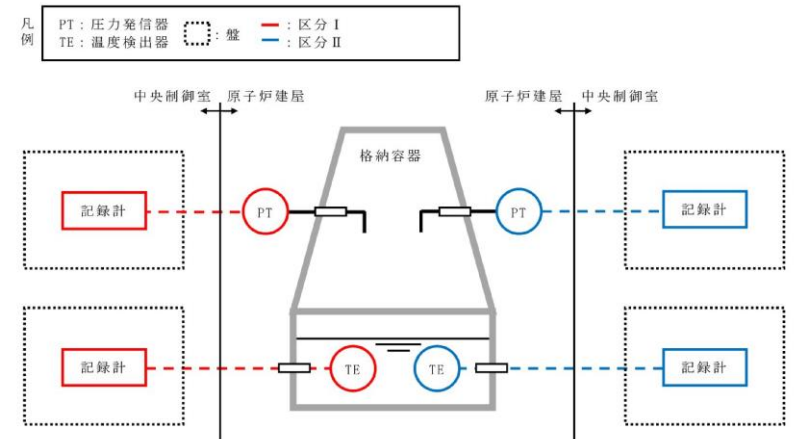 凡例
PT：圧力発信器
TE：温度検出器
：盤
：区分Ⅰ
：区分Ⅱ
中央制御室 原子炉建屋
原子炉建屋 中央制御室
格納容器
記録計
PT
PT
記録計
記録計
TE
TE
記録計